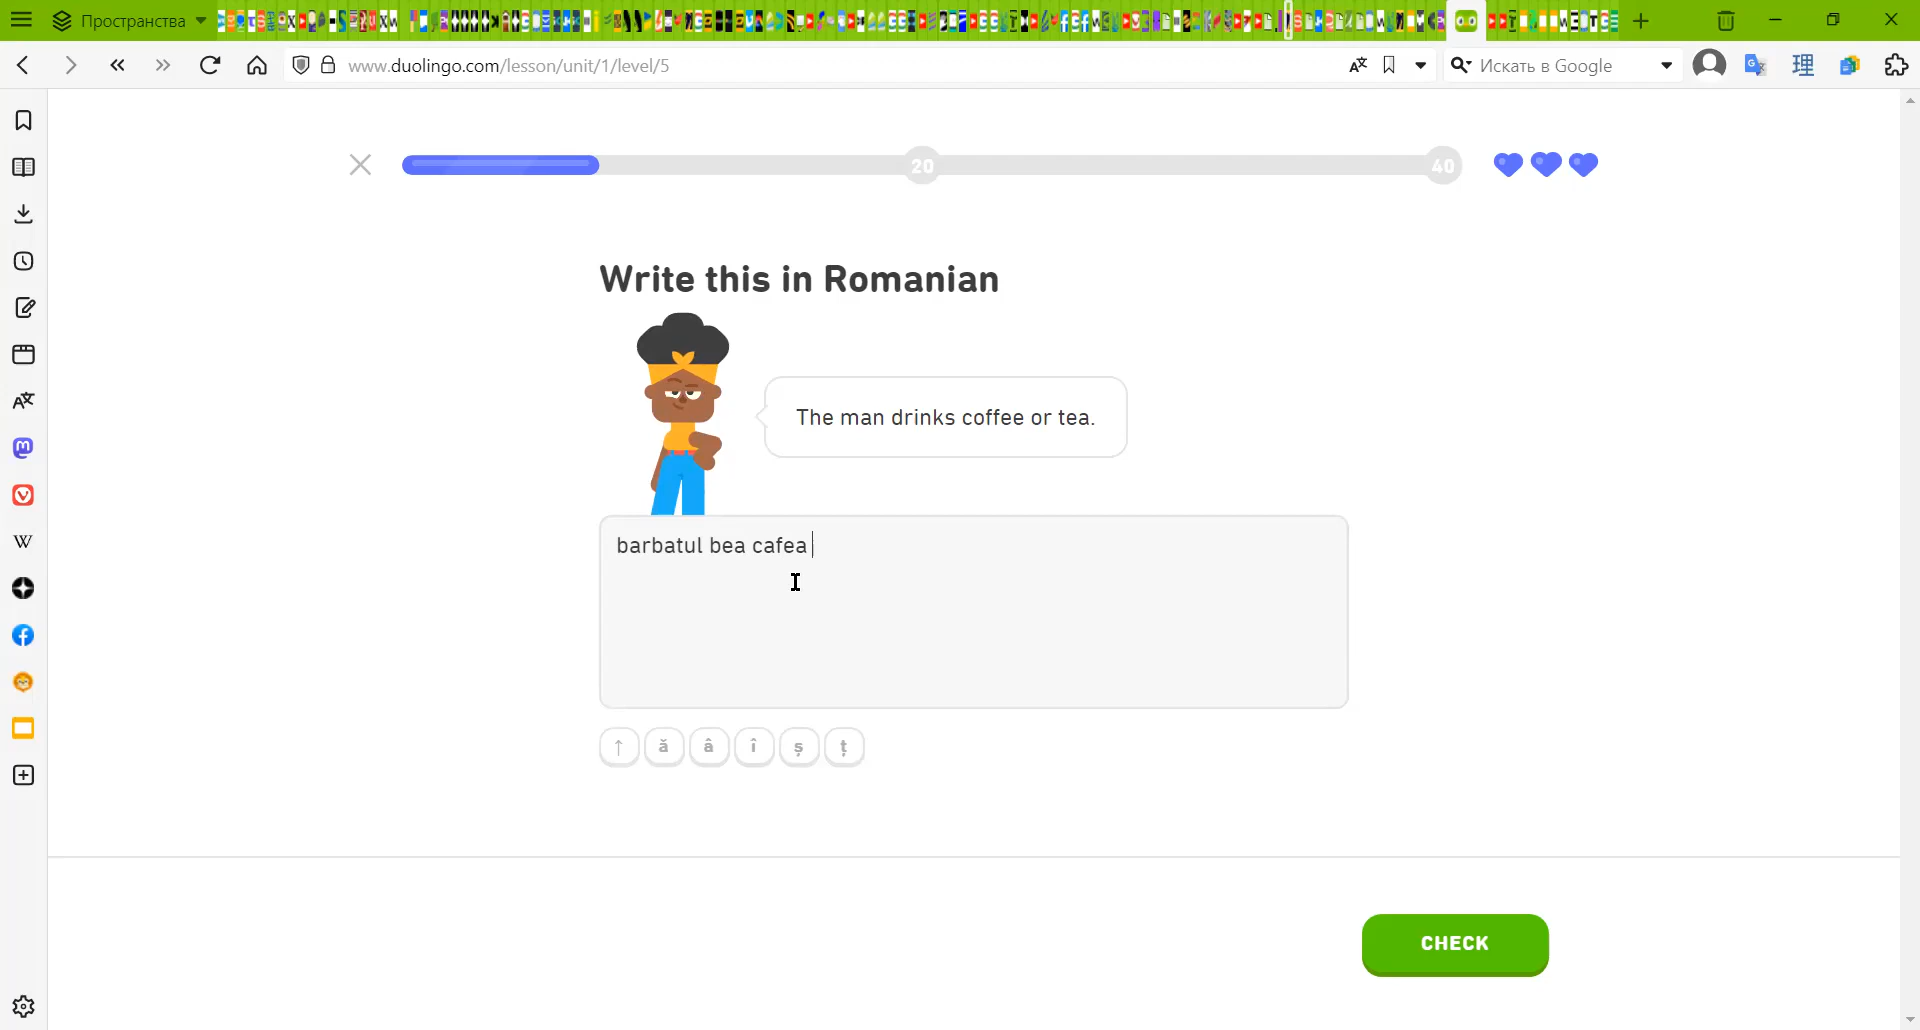 Пространства
www.duolingo.com/lesson/unit/1/level/5
Искать в Google
20
40
Write this in Romanian
The man drinks coffee or tea.
barbatul bea cafea
↑ ă â î ș ț
CHECK